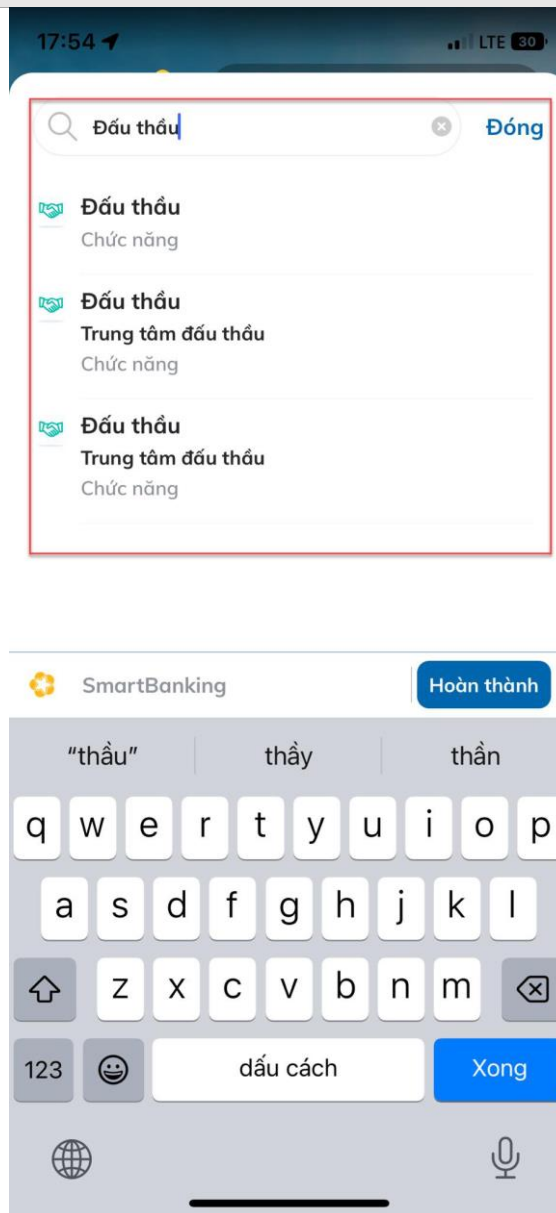 17:54 LTE 30
Đấu thầu Đóng
Đấu thầu
Chức năng
Đấu thầu
Trung tâm đấu thầu
Chức năng
Đấu thầu
Trung tâm đấu thầu
Chức năng
SmartBanking Hoàn thành
“thầu” thầy thần
q w e r t y u i o p
a s d f g h j k l
z x c v b n m
123 dấu cách Xong